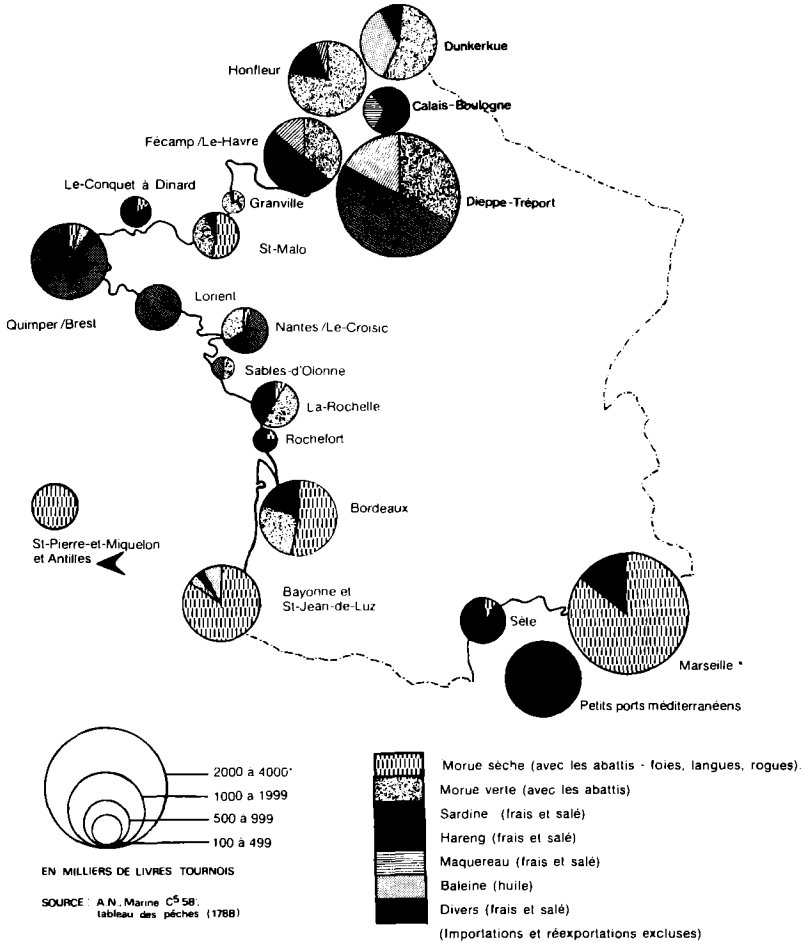 Dunkerkue
Honfleur
Calais-Boulogne
Fécamp/Le-Havre
Le-Conquet à Dinard
Granville
Dieppe-Tréport
St-Malo
Lorient
Quimper/Brest
Nantes/Le-Croisic
Sables-d'Olonne
La-Rochelle
Rochefort
Bordeaux
St-Pierre-et-Miquelon
et Antilles
Bayonne et
St-Jean-de-Luz
Sète
Marseille *
Petits ports méditerranéens
2000 à 4000*
1000 à 1999
500 à 999
100 à 499
EN MILLIERS DE LIVRES TOURNOIS
SOURCE : A.N., Marine C5 58,
tableau des pêches (1788)
Morue sèche (avec les abattis - foies, langues, rogues).
Morue verte (avec les abattis)
Sardine (frais et salé)
Hareng (frais et salé)
Maquereau (frais et salé)
Baleine (huile)
Divers (frais et salé)
(Importations et réexportations excluses)